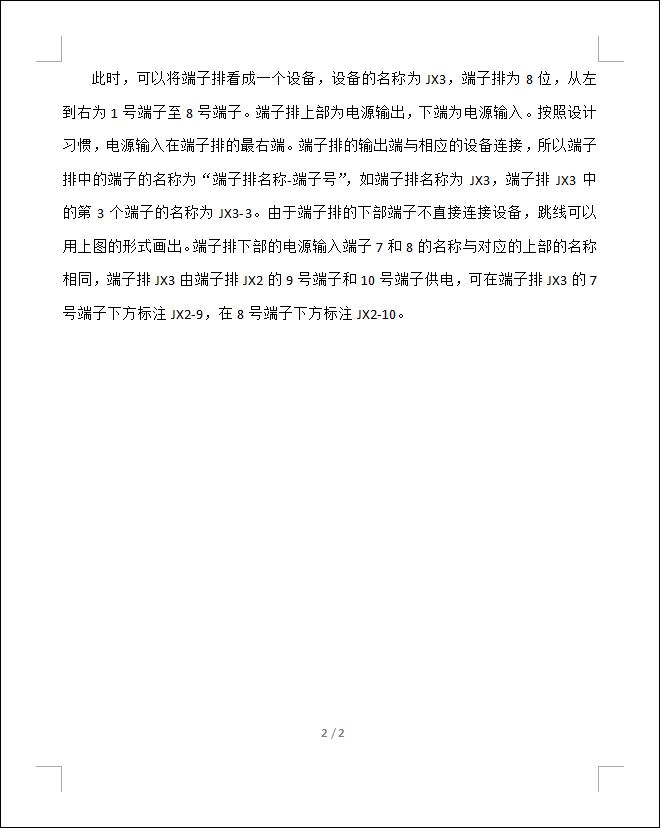 此时，可以将端子排看成一个设备，设备的名称为 JX3，端子排为 8 位，从左
到右为 1 号端子至 8 号端子。端子排上部为电源输出，下端为电源输入。按照设计
习惯，电源输入在端子排的最右端。端子排的输出端与相应的设备连接，所以端子
排中的端子的名称为“端子排名称-端子号”，如端子排名称为 JX3，端子排 JX3 中
的第 3 个端子的名称为 JX3-3。由于端子排的下部端子不直接连接设备，跳线可以
用上图的形式画出。端子排下部的电源输入端子 7 和 8 的名称与对应的上部的名称
相同，端子排 JX3 由端子排 JX2 的 9 号端子和 10 号端子供电，可在端子排 JX3 的 7
号端子下方标注 JX2-9，在 8 号端子下方标注 JX2-10。
2 / 2